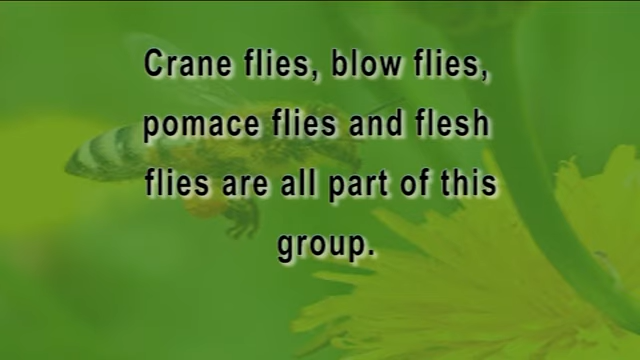 Crane flies, blow flies,
pomace flies and flesh
flies are all part of this
group.